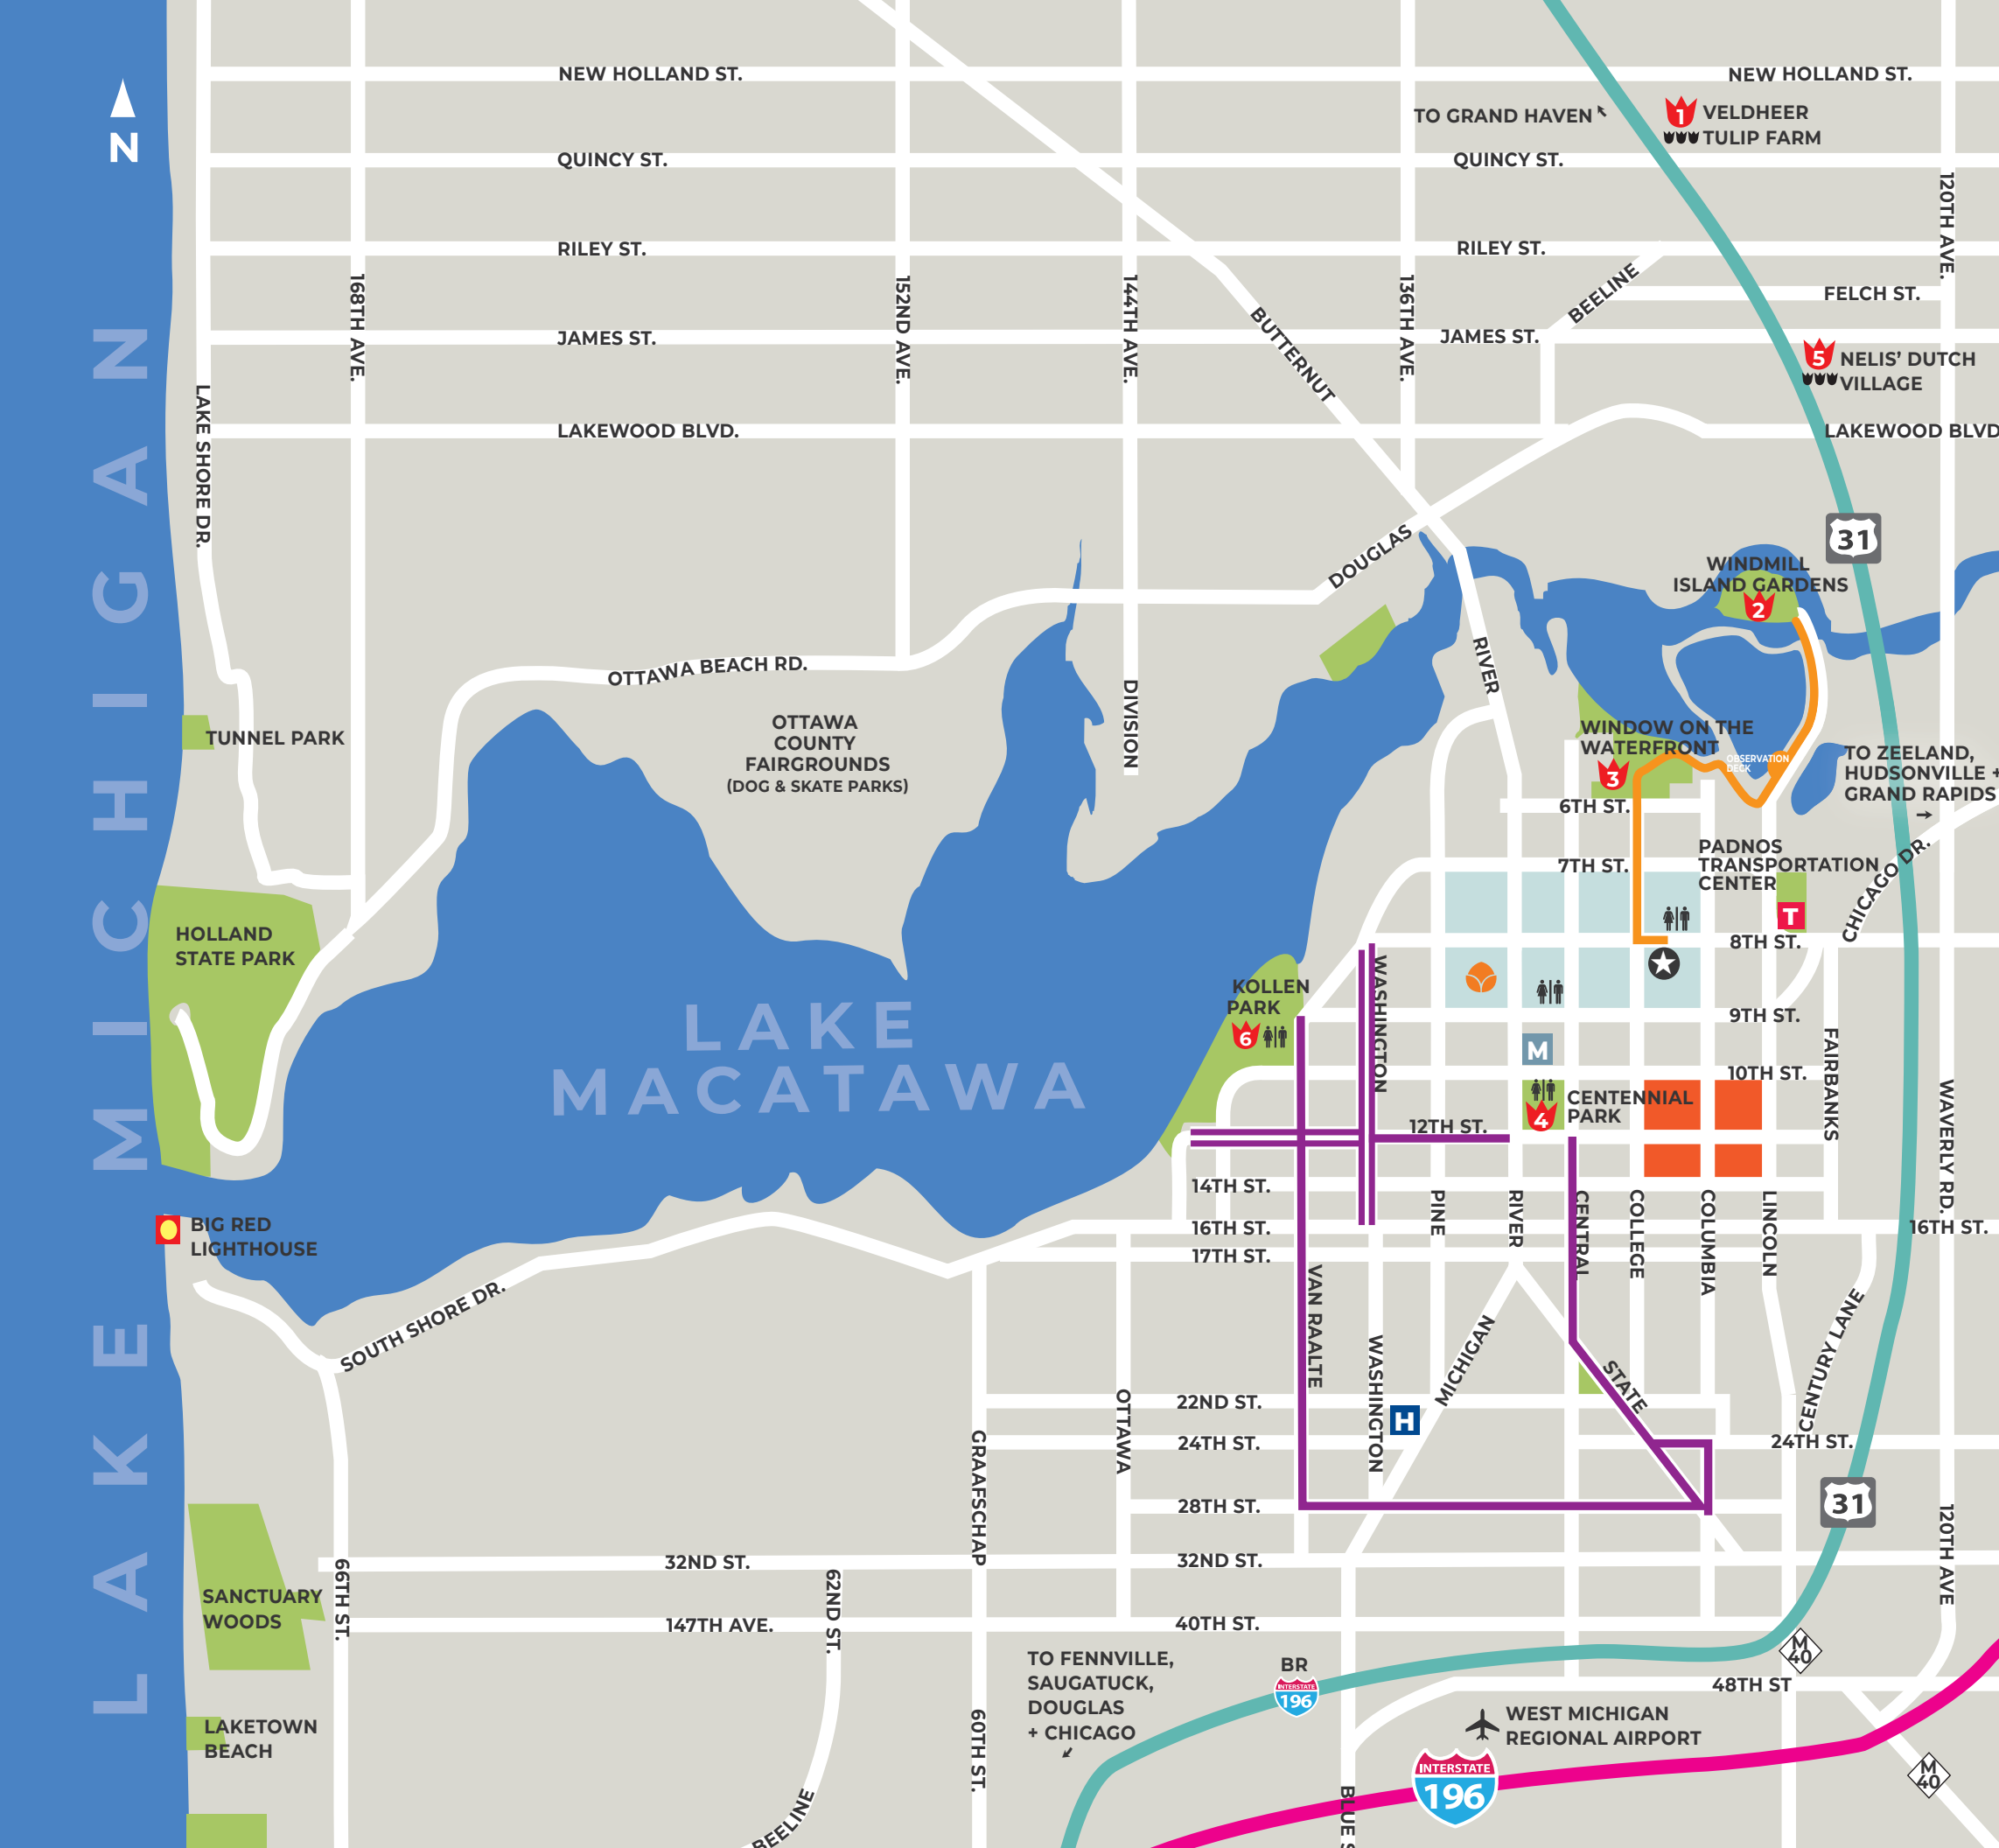 NEW HOLLAND ST.
NEW HOLLAND ST.
TO GRAND HAVEN
1
VELDHEER
TULIP FARM
N
QUINCY ST.
QUINCY ST.
120TH AVE.
RILEY ST.
RILEY ST.
168TH AVE.
152ND AVE.
144TH AVE.
136TH AVE.
BEELINE
FELCH ST.
BUTTERNUT
JAMES ST.
JAMES ST.
5
NELIS’ DUTCH
VILLAGE
LAKE SHORE DR.
LAKEWOOD BLVD.
LAKEWOOD BLVD
LAKE MICHIGAN
DOUGLAS
31
WINDMILL
ISLAND GARDENS
2
OTTAWA BEACH RD.
RIVER
DIVISION
TUNNEL PARK
OTTAWA
COUNTY
FAIRGROUNDS
(DOG & SKATE PARKS)
WINDOW ON THE
WATERFRONT
3
OBSERVATION
DECK
TO ZEELAND,
HUDSONVILLE +
GRAND RAPIDS
6TH ST.
7TH ST.
PADNOS
TRANSPORTATION
CENTER
T
CHICAGO DR.
HOLLAND
STATE PARK
8TH ST.
WASHINGTON
KOLLEN
PARK
6
LAKE
MACATAWA
9TH ST.
M
FAIRBANKS
10TH ST.
CENTENNIAL
PARK
4
12TH ST.
WAVERLY RD.
14TH ST.
PINE
RIVER
CENTRAL
COLLEGE
COLUMBIA
LINCOLN
BIG RED
LIGHTHOUSE
16TH ST.
16TH ST.
17TH ST.
SOUTH SHORE DR.
VAN RAALTE
WASHINGTON
MICHIGAN
STATE
CENTURY LANE
22ND ST.
H
OTTAWA
GRAAFSCHAP
24TH ST.
24TH ST.
28TH ST.
31
120TH AVE
32ND ST.
32ND ST.
66TH ST.
62ND ST.
SANCTUARY
WOODS
147TH AVE.
40TH ST.
TO FENNVILLE,
SAUGATUCK,
DOUGLAS
+ CHICAGO
BR
INTERSTATE
196
M
40
48TH ST
60TH ST.
WEST MICHIGAN
REGIONAL AIRPORT
LAKETOWN
BEACH
INTERSTATE
196
M
40
BEELINE
BLUE S